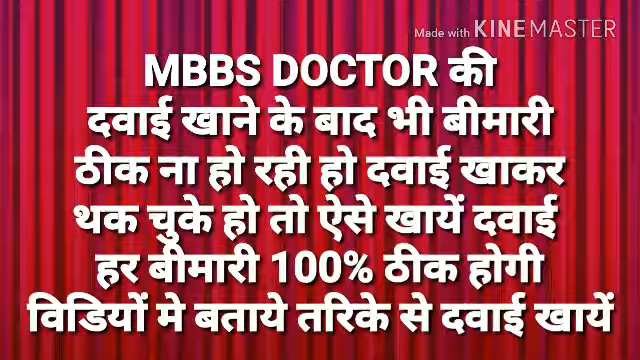 Made with KINEMASTER
MBBS DOCTOR की
दवाई खाने के बाद भी बीमारी
ठीक ना हो रही हो दवाई खाकर
थक चुके हो तो ऐसे खायें दवाई
हर बीमारी 100% ठीक होगी
विडियों मे बताये तरिके से दवाई खायें